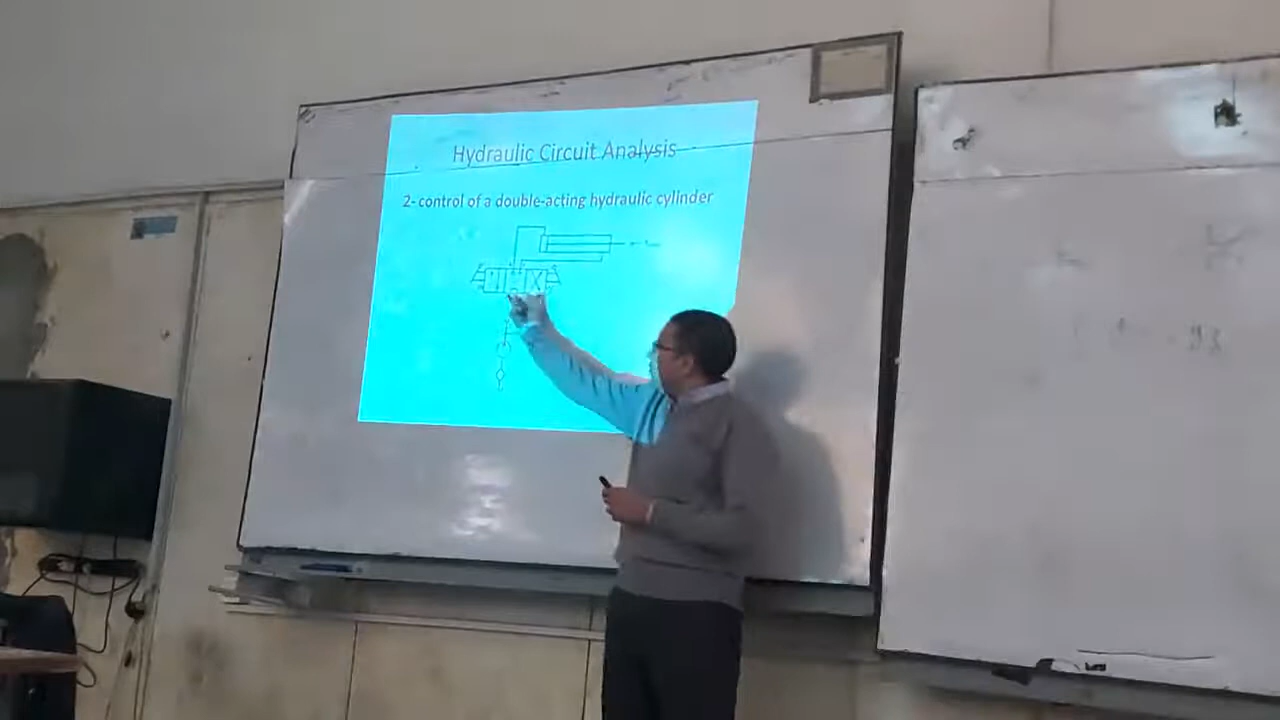 Hydraulic Circuit Analysis
2- control of a double-acting hydraulic cylinder